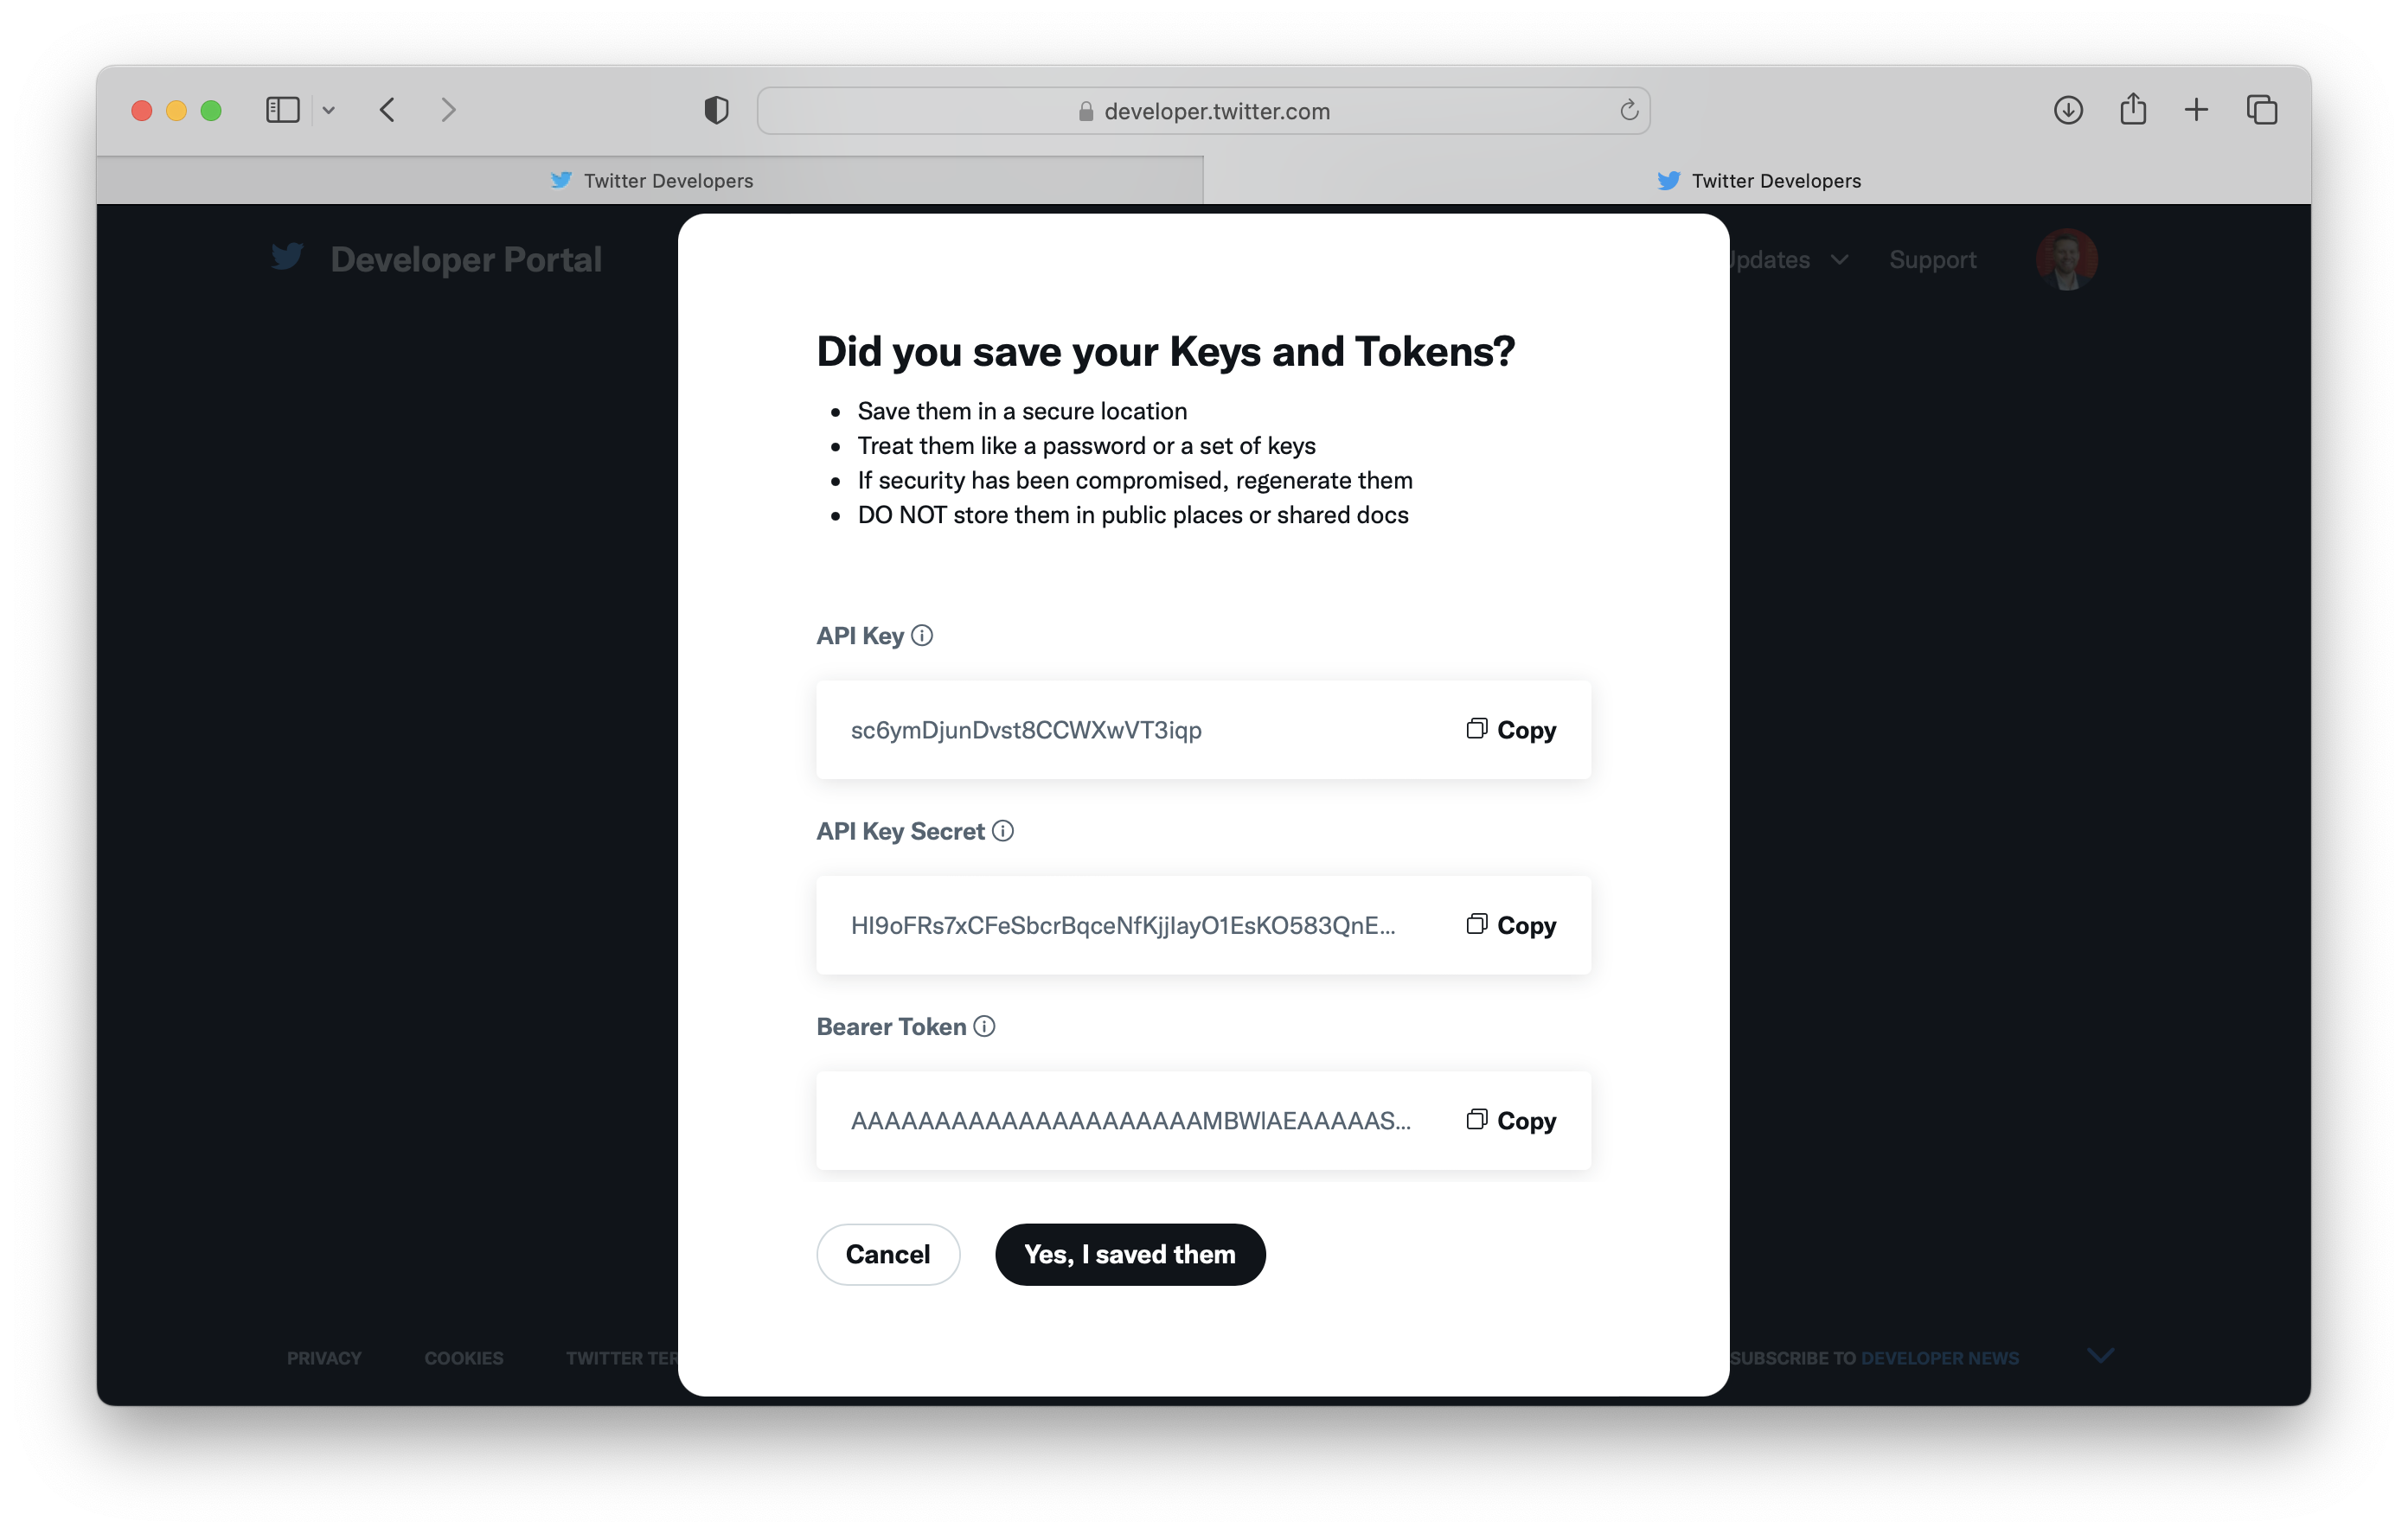 developer.twitter.com
Twitter Developers
Twitter Developers
Developer Portal
Updates
Support
Did you save your Keys and Tokens?
Save them in a secure location
Treat them like a password or a set of keys
If security has been compromised, regenerate them
DO NOT store them in public places or shared docs
API Key
sc6ymDjunDvst8CCWXwVT3iqp
API Key Secret
Bearer Token
Copy
Copy
Copy
Cancel
Yes, I saved them
PRIVACY
COOKIES
TWITTER TER
SUBSCRIBE TO DEVELOPER NEWS